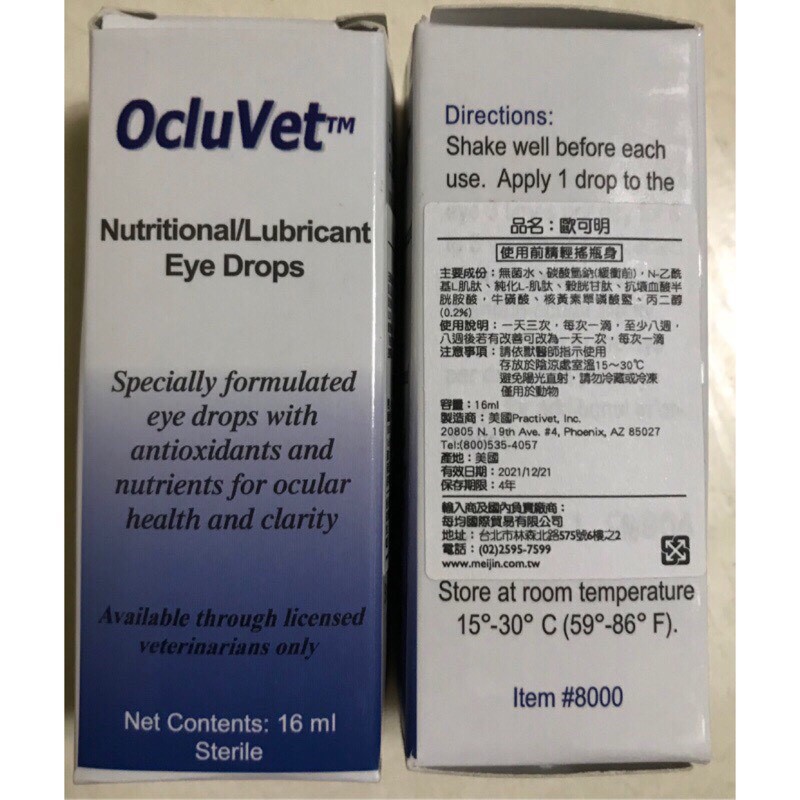 OcluVet™
Nutritional/Lubricant
Eye Drops
Specially formulated
eye drops with
antioxidants and
nutrients for ocular
health and clarity
Available through licensed
veterinarians only
Net Contents: 16 ml
Sterile
Directions:
Shake well before each
use. Apply 1 drop to the
品名：歐可明
使用前請輕搖瓶身
主要成份：無菌水、碳酸氫鈉(緩衝劑)，N-乙醯
基L肌肽、純化L-肌肽、穀胱甘肽、抗壞血酸半
胱胺酸，牛磺酸、核黃素單磷酸鹽、丙二醇
(0.2%)
使用說明：一天三次，每次一滴，至少八週，
八週後若有改善可改為一天一次，每次一滴
注意事項：請依獸醫師指示使用
存放於陰涼處室溫15～30℃
避免陽光直射，請勿冷藏或冷凍
僅用於動物
容量：16ml
製造商：美國Practivet, Inc.
20805 N. 19th Ave. #4, Phoenix, AZ 85027
Tel:(800)535-4057
產地：美國
有效日期：2021/12/21
保存期限：4年
輸入商及國內負責廠商：
每均國際貿易有限公司
地址：台北市林森北路575號6樓之2
電話：(02)2595-7599
www.meijin.com.tw
Store at room temperature
15°-30° C (59°-86° F).
Item #8000